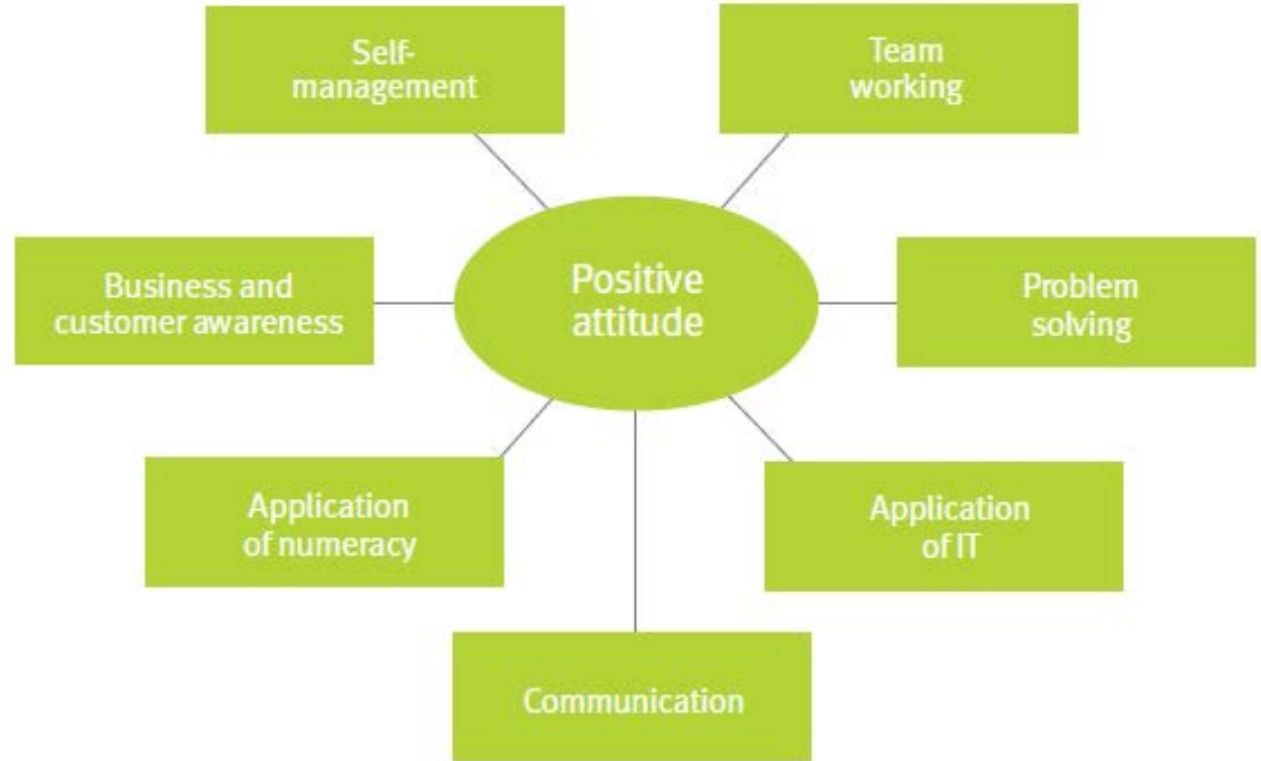 Self-
management
Team
working
Business and
customer awareness
Positive
attitude
Problem
solving
Application
of numeracy
Application
of IT
Communication